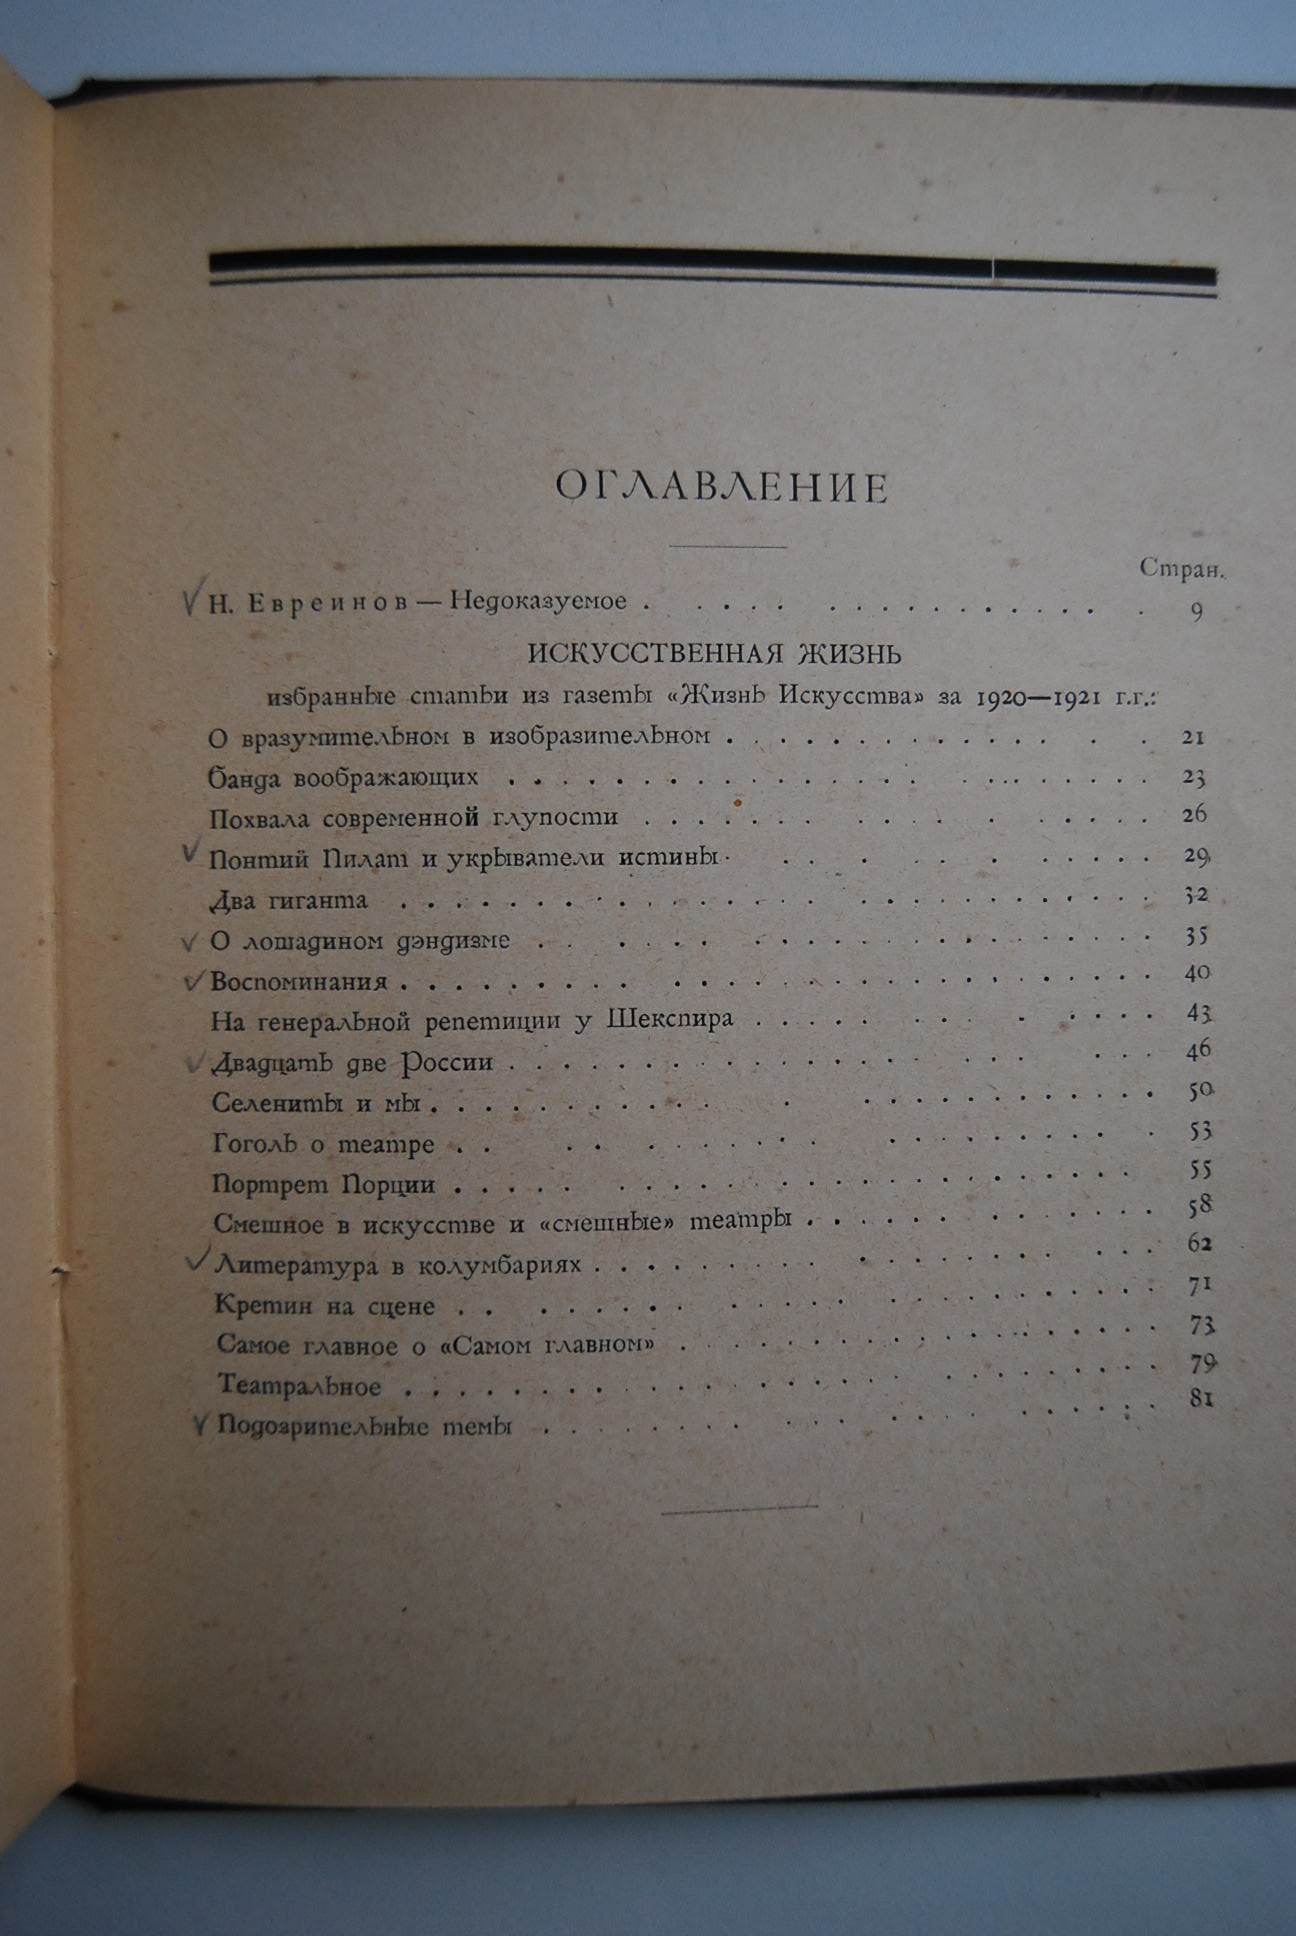 ОГЛАВЛЕНИЕ
Стран.
Н. Евреинов — Недоказуемое . . . . . . . . . . . . . . . . . 9
ИСКУССТВЕННАЯ ЖИЗНЬ
избранные статьи из газеты «Жизнь Искусства» за 1920—1921 г.г.:
О вразумительном в изобразительном . . . . . . . . . . . . . . 21
банда воображающих . . . . . . . . . . . . . . . . . . . . . . 23
Похвала современной глупости . . . . . . . . . . . . . . . . . 26
Понтий Пилат и укрыватели истины . . . . . . . . . . . . . 29
Два гиганта . . . . . . . . . . . . . . . . . . . . . . . . . . 32
О лошадином дэндизме . . . . . . . . . . . . . . . . . . . . 35
Воспоминания . . . . . . . . . . . . . . . . . . . . . . . . . 40
На генеральной репетиции у Шекспира . . . . . . . . . . . . 43
Двадцать две России . . . . . . . . . . . . . . . . . . . . . 46
Селениты и мы . . . . . . . . . . . . . . . . . . . . . . . 50
Гоголь о театре . . . . . . . . . . . . . . . . . . . . . . 53
Портрет Порции . . . . . . . . . . . . . . . . . . . . . . . 55
Смешное в искусстве и «смешные» театры . . . . . . . . . . . 58
Литература в колумбариях . . . . . . . . . . . . . . . . . . 62
Кретин на сцене . . . . . . . . . . . . . . . . . . . . . . . 71
Самое главное о «Самом главном» . . . . . . . . . . . . . . . 73
Театральное . . . . . . . . . . . . . . . . . . . . . . . . . 79
Подозрительные темы . . . . . . . . . . . . . . . . . . . . . 81